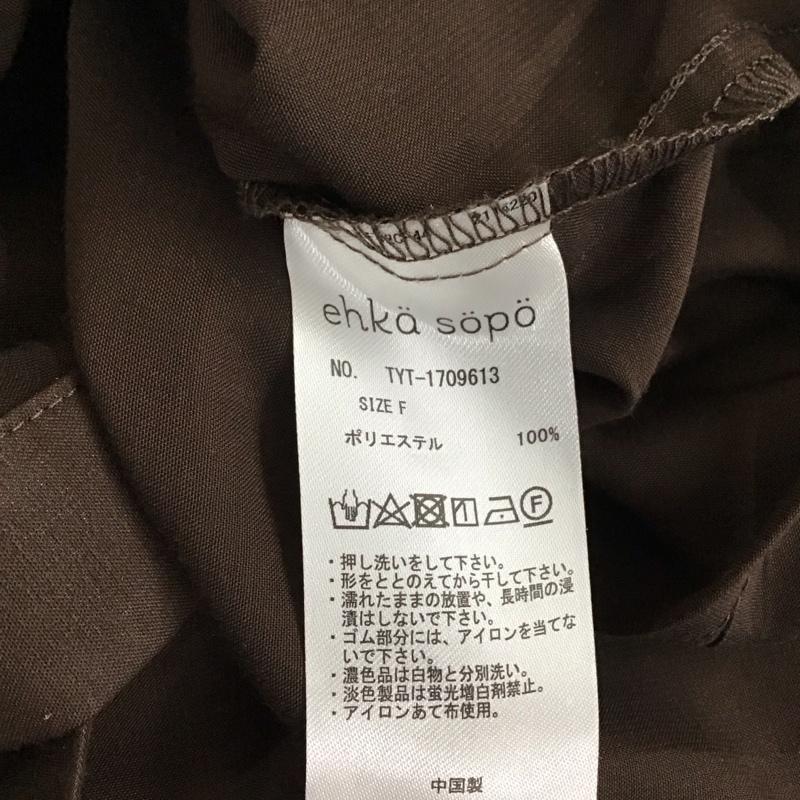 ehkä söpö
NO. TYT-1709613
SIZE F
ポリエステル 100%
F
・押し洗いをして下さい。
・形をととのえてから干して下さい。
・濡れたままの放置や、長時間の浸
漬はしないで下さい。
・ゴム部分には、アイロンを当てな
いで下さい。
・濃色品は白物と分別洗い。
・淡色製品は蛍光増白剤禁止。
・アイロンあて布使用。
中国製